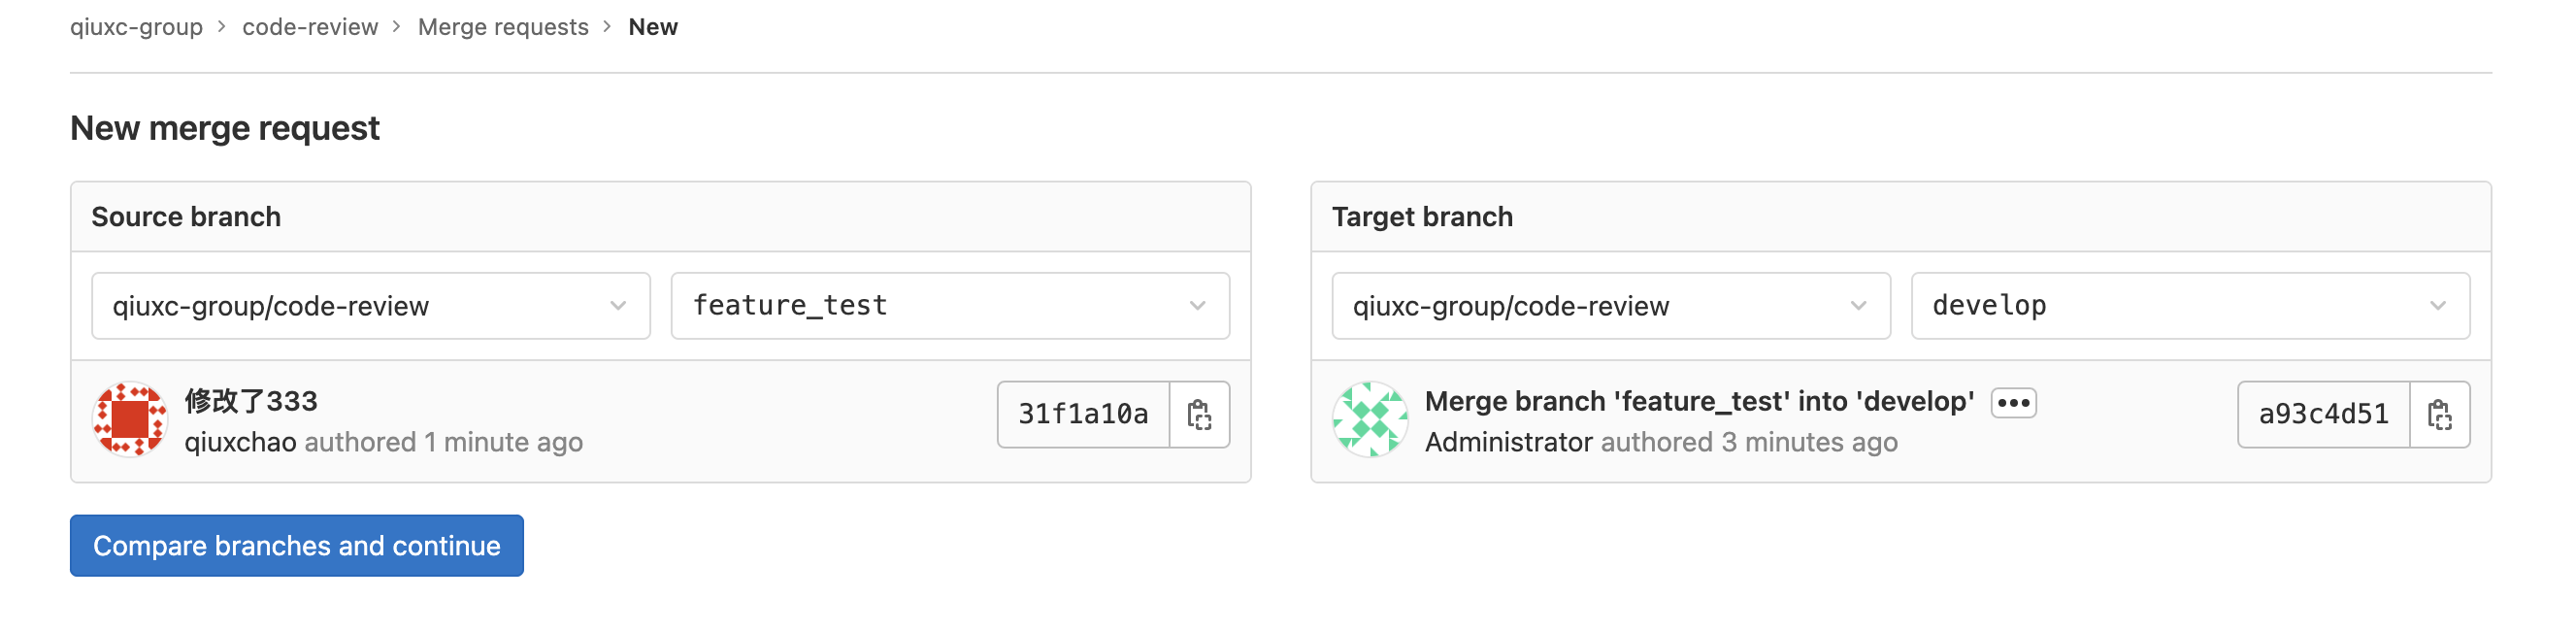 qiuxc-group > code-review > Merge requests > New
New merge request
Source branch
qiuxc-group/code-review
feature_test
修改了333
qiuxchao authored 1 minute ago
31f1a10a
Target branch
qiuxc-group/code-review
develop
Merge branch 'feature_test' into 'develop' •••
Administrator authored 3 minutes ago
a93c4d51
Compare branches and continue